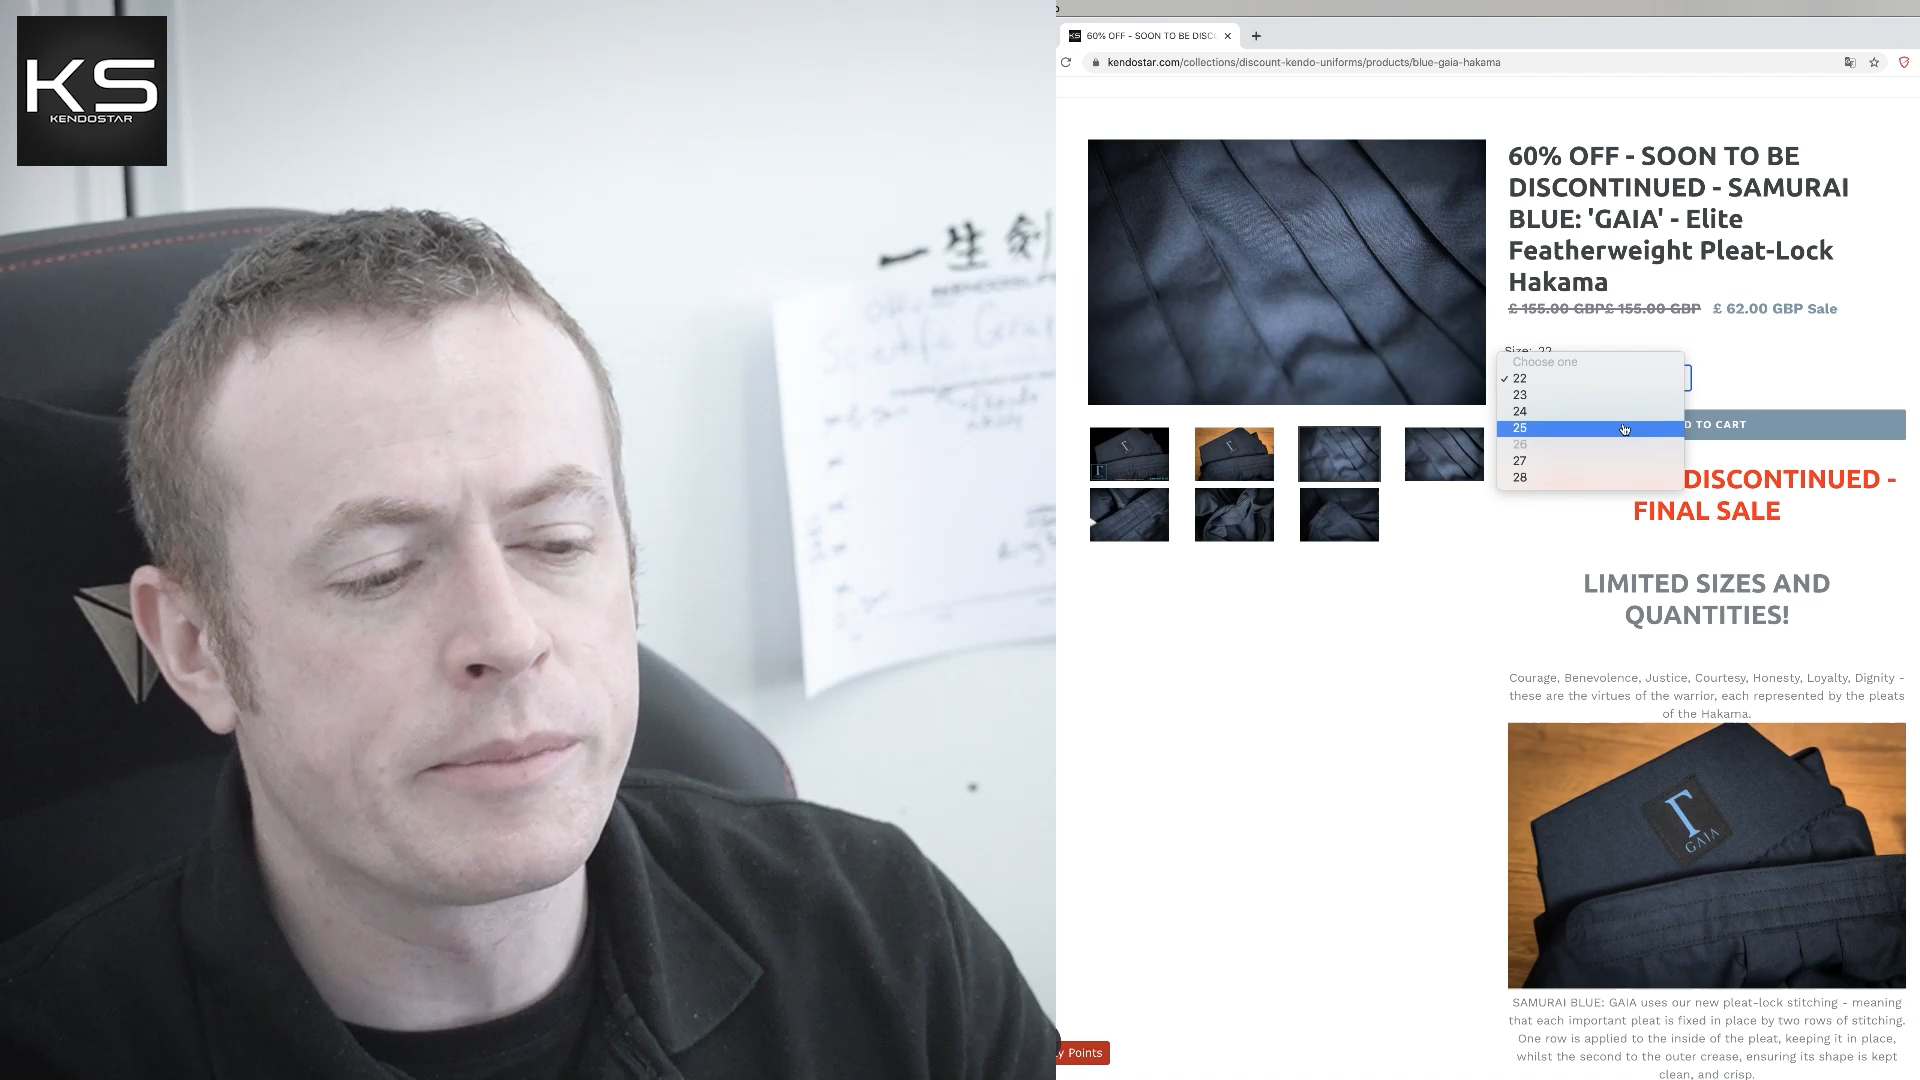 KS
KENDOSTAR
一生剣
60% OFF - SOON TO BE DISC
kendostar.com/collections/discount-kendo-uniforms/products/blue-gaia-hakama
60% OFF - SOON TO BE
DISCONTINUED - SAMURAI
BLUE: 'GAIA' - Elite
Featherweight Pleat-Lock
Hakama
£ 155.00 GBP£ 155.00 GBP £ 62.00 GBP Sale
Size: 22
Choose one
✓ 22
23
24
25
26
27
28
D TO CART
DISCONTINUED -
FINAL SALE
LIMITED SIZES AND
QUANTITIES!
Courage, Benevolence, Justice, Courtesy, Honesty, Loyalty, Dignity -
these are the virtues of the warrior, each represented by the pleats
of the Hakama.
Γ
GAIA
SAMURAI BLUE: GAIA uses our new pleat-lock stitching - meaning
that each important pleat is fixed in place by two rows of stitching.
One row is applied to the inside of the pleat, keeping it in place,
whilst the second to the outer crease, ensuring its shape is kept
clean, and crisp.
y Points